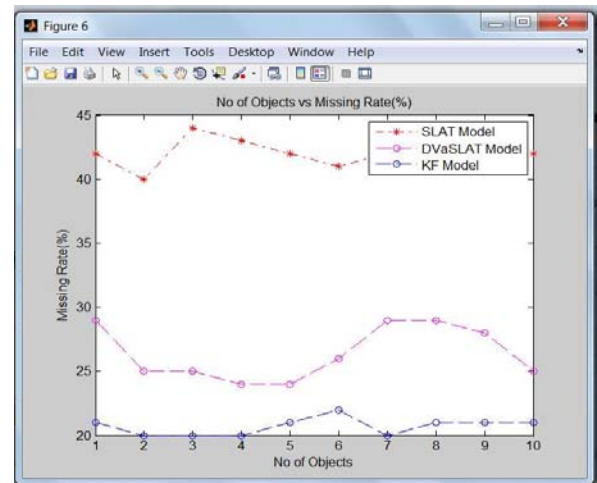 Figure 6
File Edit View Insert Tools Desktop Window Help
No of Objects vs Missing Rate(%)
45
40
35
30
25
20
Missing Rate(%)
SLAT Model
DVaSLAT Model
KF Model
1 2 3 4 5 6 7 8 9 10
No of Objects